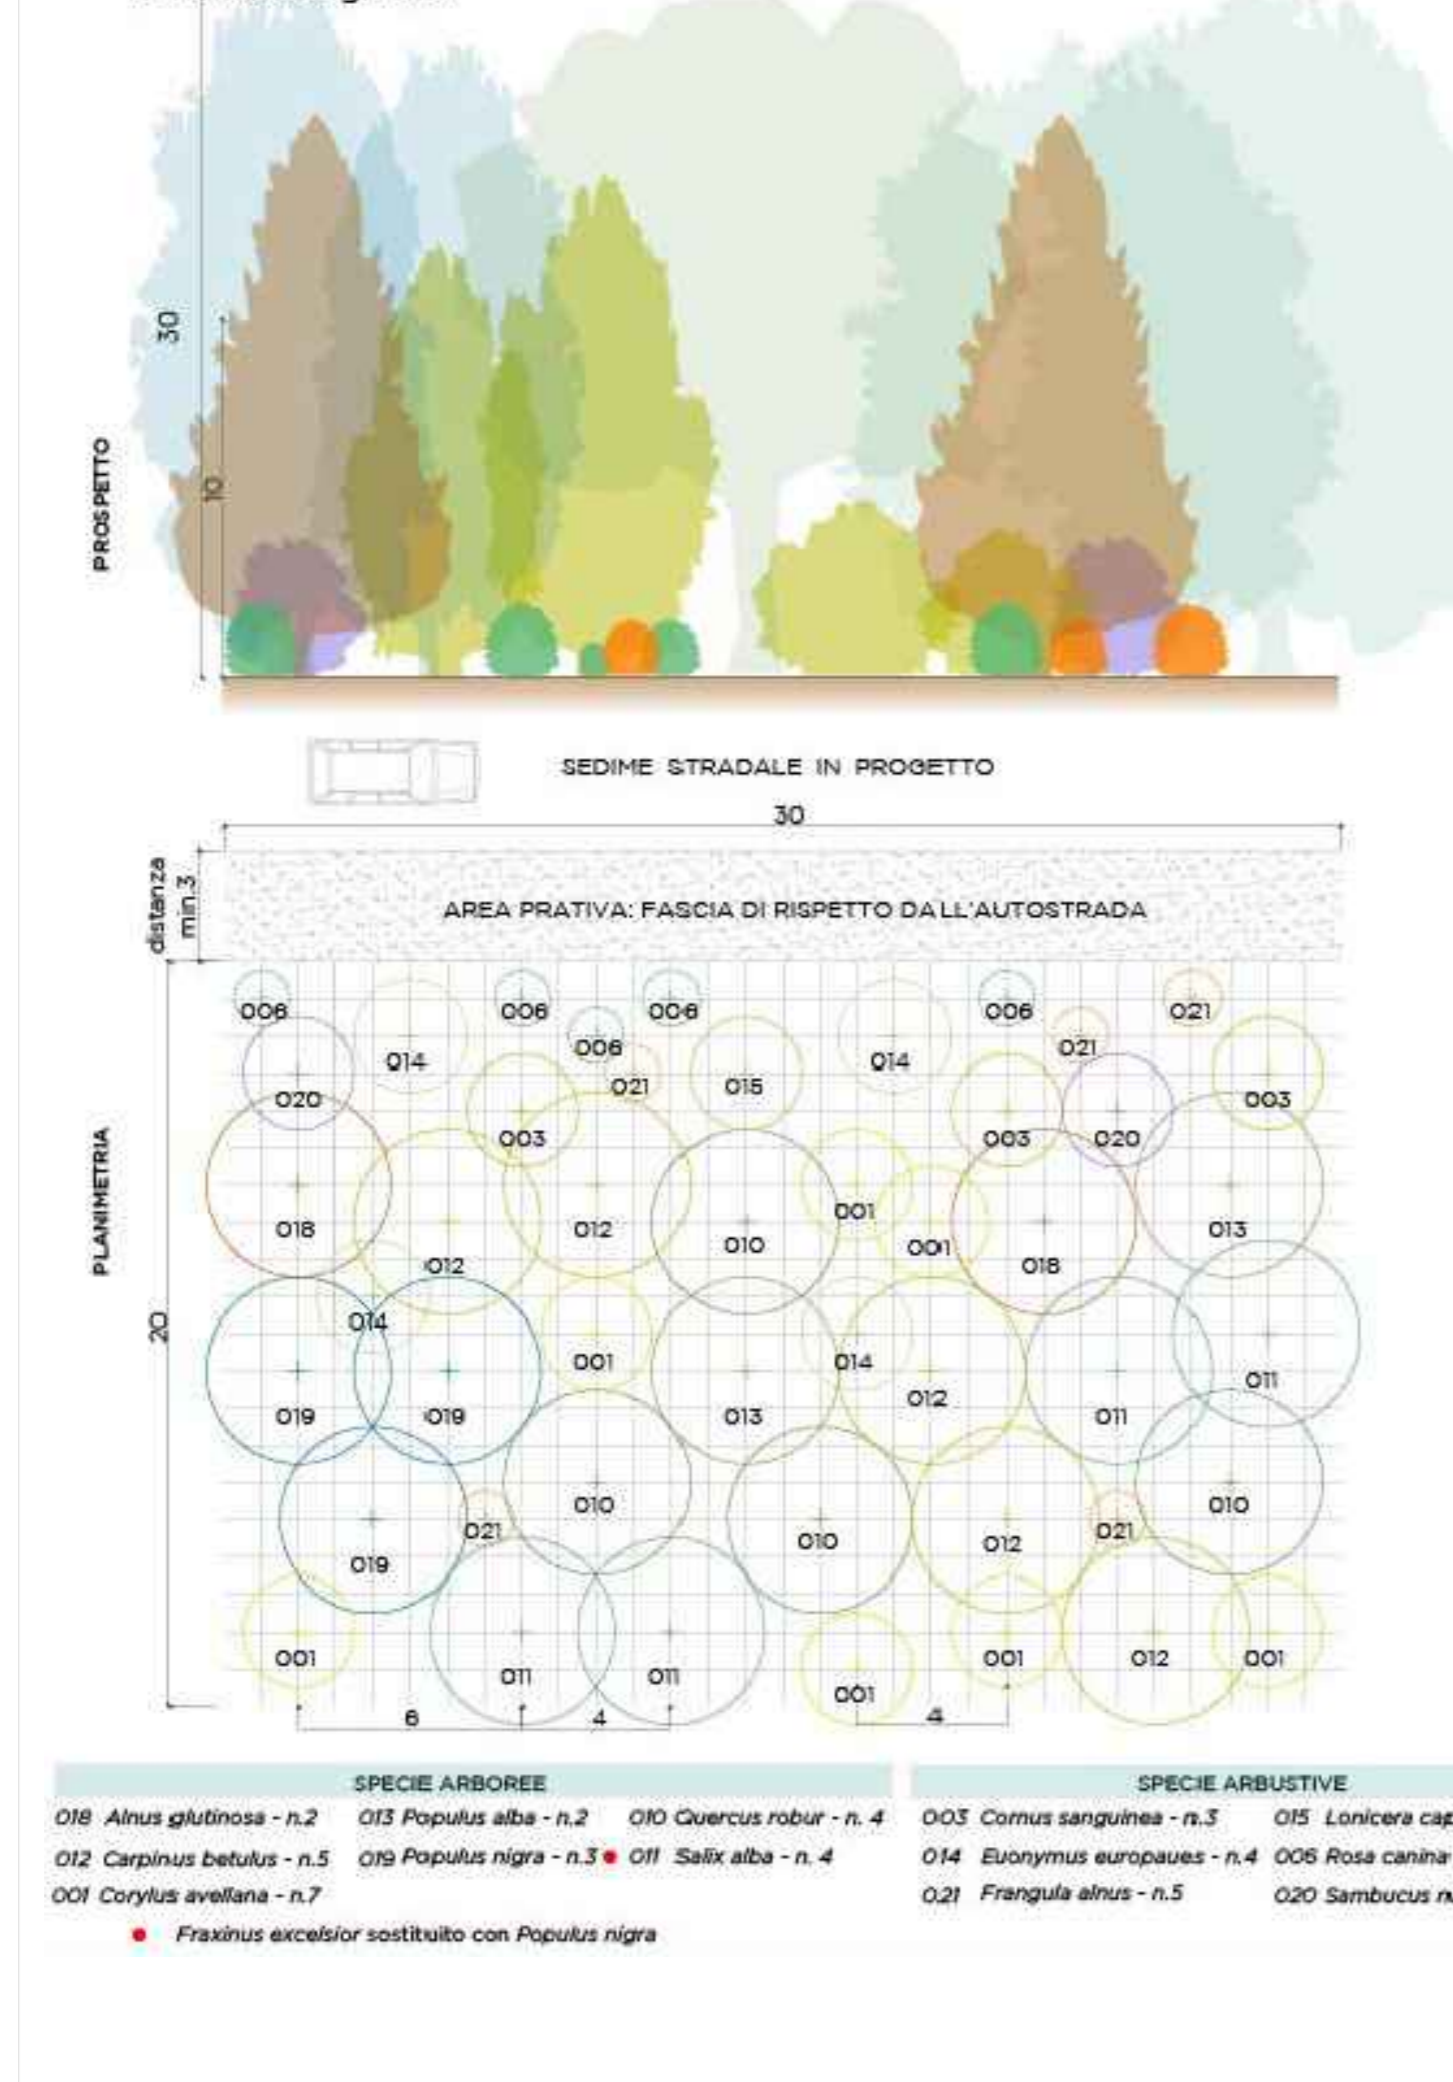 30
10
PROSPETTO
SEDIME STRADALE IN PROGETTO
30
distanza
min.3
AREA PRATIVA: FASCIA DI RISPETTO DALL'AUTOSTRADA
PLANIMETRIA
20
006 006 006 006 021
014 006 021 014
020 021 015 003
003 003 020
018 012 012 010 001 001 018 013
014 001 014 011
019 019 013 012 011
021 010 010 012 021 010
019
001 011 011 001 001 012 001
6 4 4
SPECIE ARBOREE
018 Alnus glutinosa - n.2 013 Populus alba - n.2 010 Quercus robur - n. 4
012 Carpinus betulus - n.5 019 Populus nigra - n.3 011 Salix alba - n. 4
001 Corylus avellana - n.7
Fraxinus excelsior sostituito con Populus nigra
SPECIE ARBUSTIVE
003 Cornus sanguinea - n.3 015 Lonicera cap
014 Euonymus europaues - n.4 006 Rosa canina
021 Frangula alnus - n.5 020 Sambucus